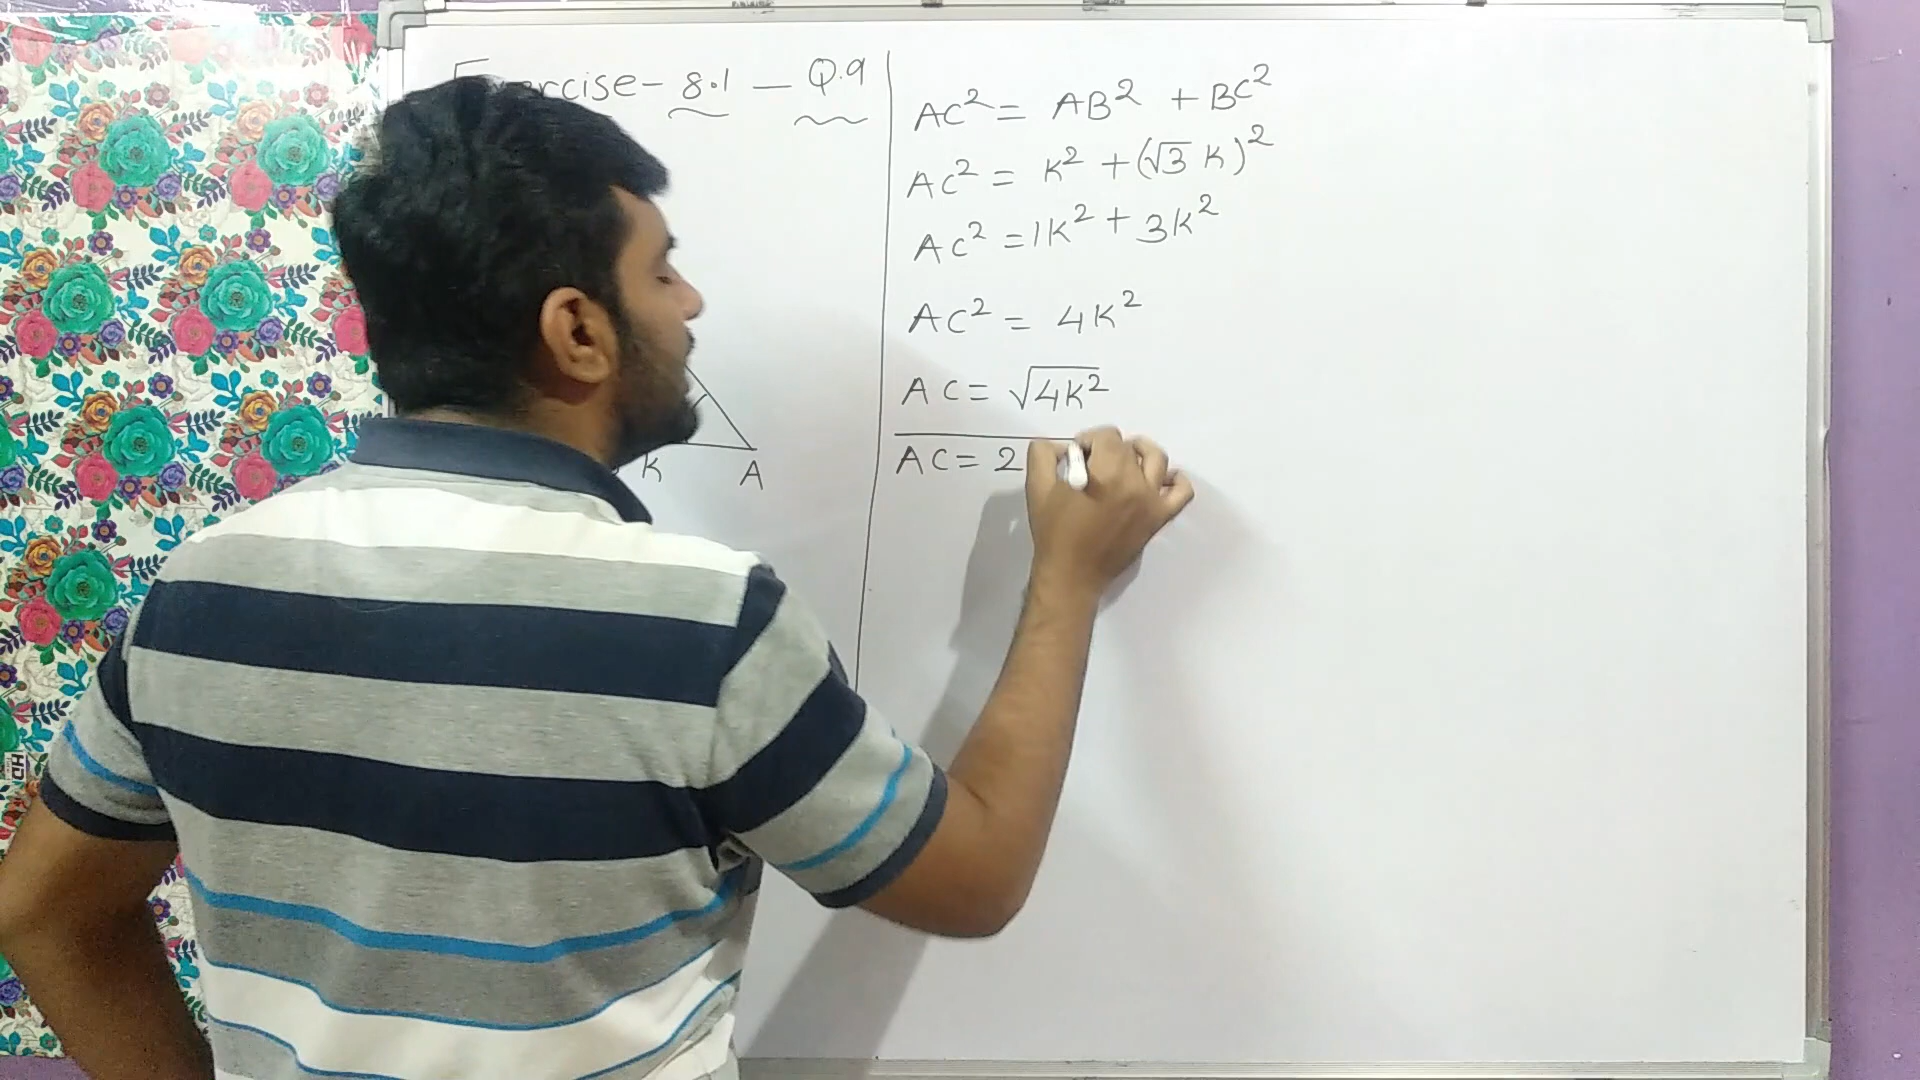 Exercise- 8.1 — Q.9
K
A
AC² = AB² + BC²
AC² = K² + (√3 K)²
AC² = 1K² + 3K²
AC² = 4K²
AC = √4K²
AC = 2
HD